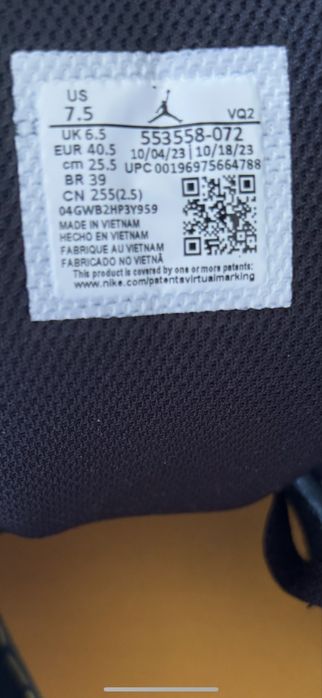 US
7.5
VQ2
UK 6.5 553558-072
EUR 40.5 10/04/23 | 10/18/23
cm 25.5 UPC 00196975664788
BR 39
CN 255(2.5)
04GWB2HP3Y959
MADE IN VIETNAM
HECHO EN VIETNAM
FABRIQUE AU VIETNAM
FABRICADO NO VIETNÃ
This product is covered by one or more patents:
www.nike.com/patentsvirtualmarking